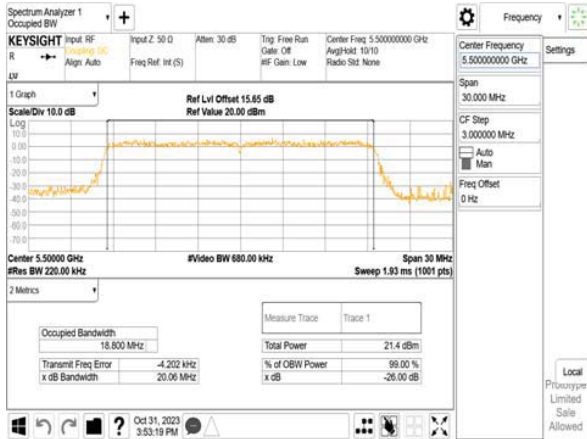 Spectrum Analyzer 1
Occupied BW
KEYSIGHT
R
LVI
Input: RF
Coupling: DC
Align: Auto
Input Z: 50 Ω
Freq Ref: Int (S)
Atten: 30 dB
Trig: Free Run
Gate: Off
#IF Gain: Low
Center Freq: 5.500000000 GHz
Avg|Hold: 10/10
Radio Std: None
1 Graph
Scale/Div 10.0 dB
Ref Lvl Offset 15.65 dB
Ref Value 20.00 dBm
Log
10.0
0.00
-10.0
-20.0
-30.0
-40.0
-50.0
-60.0
-70.0
Center 5.50000 GHz
#Res BW 220.00 kHz
#Video BW 680.00 kHz
Span 30 MHz
Sweep 1.93 ms (1001 pts)
2 Metrics
Measure Trace Trace 1
Occupied Bandwidth
18.800 MHz
Total Power 21.4 dBm
Transmit Freq Error -4.202 kHz
% of OBW Power 99.00 %
x dB Bandwidth 20.06 MHz
x dB -26.00 dB
Oct 31, 2023
3:53:19 PM
Frequency
Center Frequency
5.500000000 GHz
Settings
Span
30.000 MHz
CF Step
3.000000 MHz
Auto
Man
Freq Offset
0 Hz
Local
Prototype
Limited
Sale
Allowed